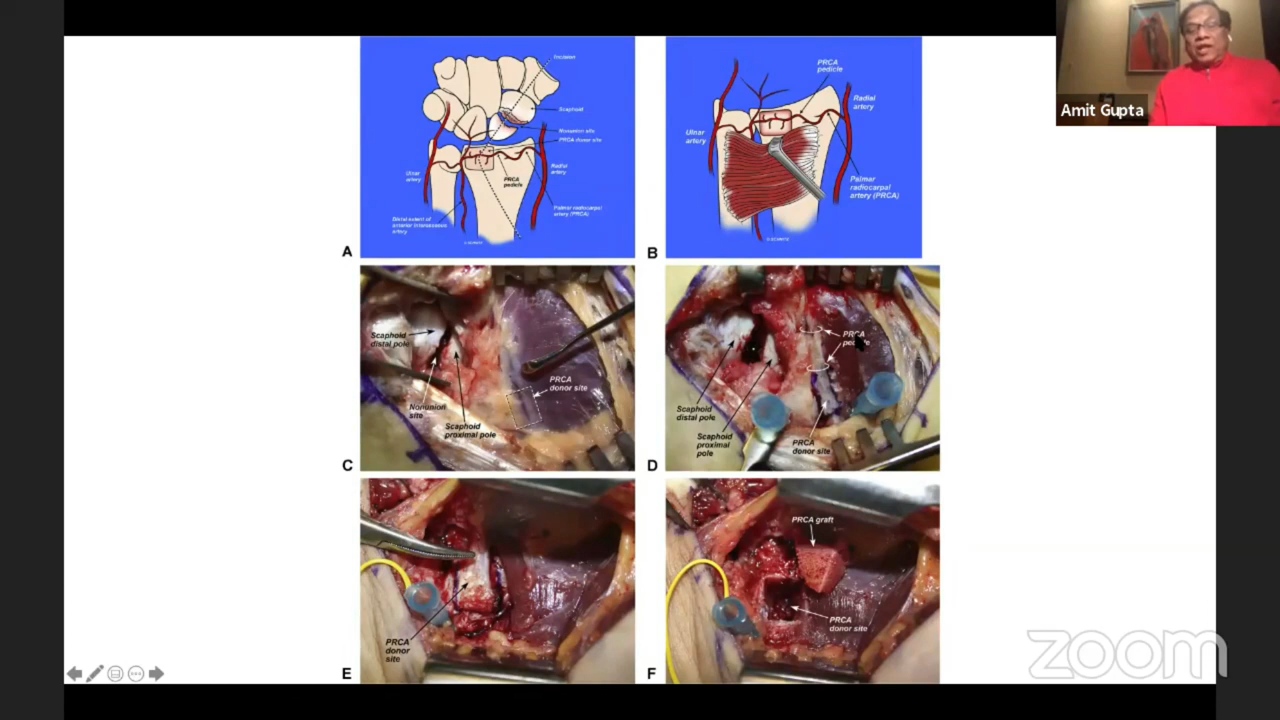 Amit Gupta
Incision
Scaphoid
Nonunion site
PRCA donor site
Ulnar
artery
Radial
artery
PRCA
pedicle
Palmar radiocarpal
artery (PRCA)
Distal extent of
anterior interosseous
artery
A
PRCA
pedicle
Radial
artery
Ulnar
artery
Palmar
radiocarpal
artery (PRCA)
B
Scaphoid
distal pole
PRCA
donor site
Nonunion
site
Scaphoid
proximal pole
C
PRCA
Scaphoid
distal pole
Scaphoid
proximal
pole
PRCA
donor site
D
PRCA
donor
site
E
PRCA graft
PRCA
donor site
F
zoom